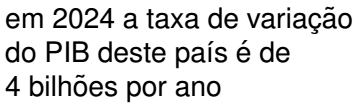 em 2024 a taxa de variação
do PIB deste país é de
4 bilhões por ano